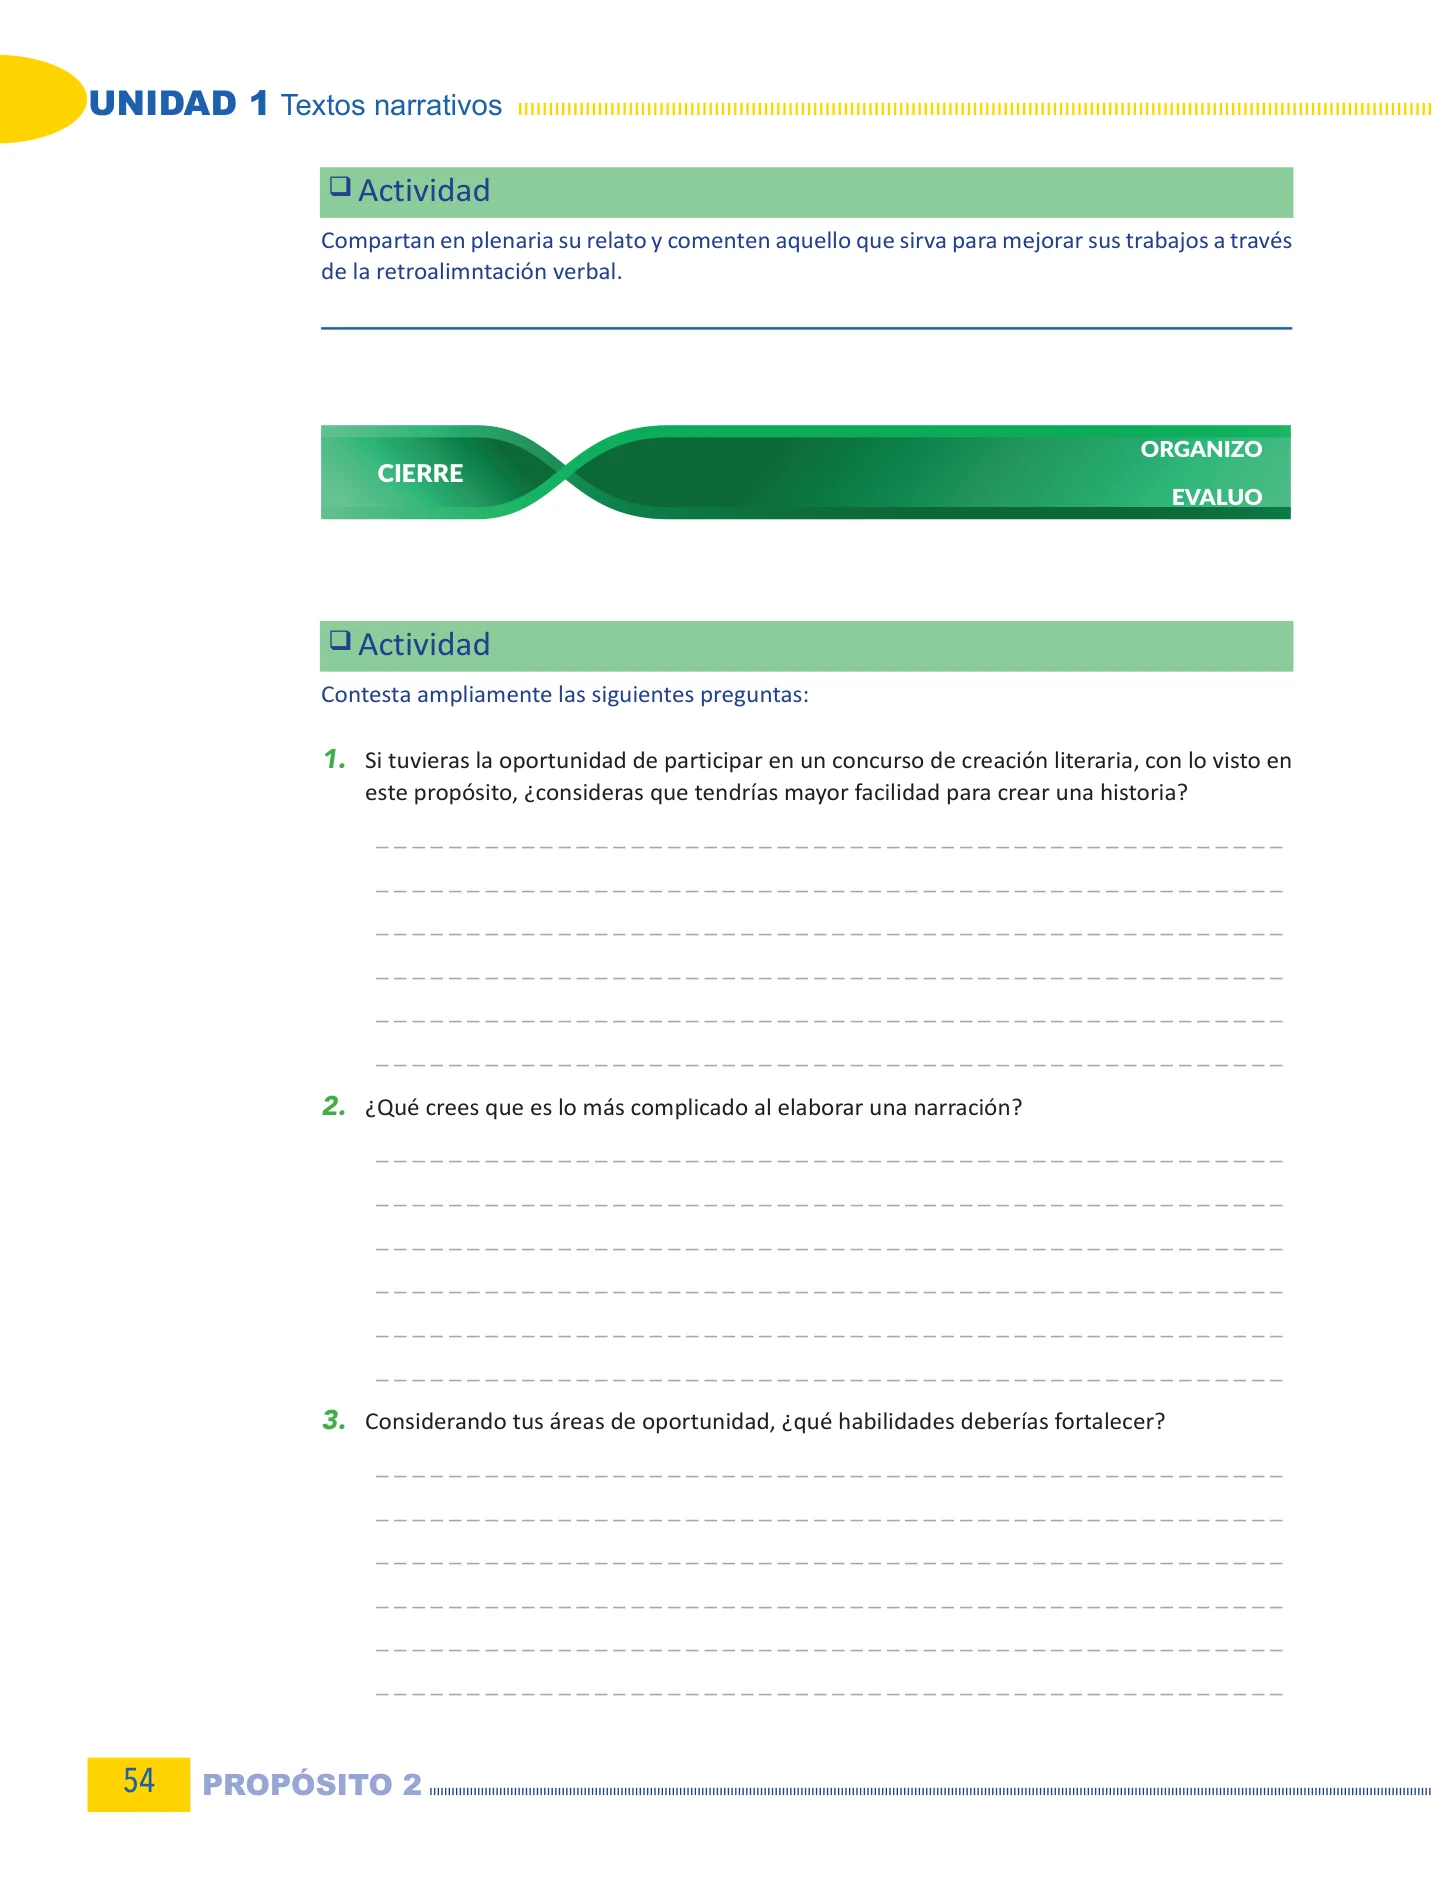 UNIDAD 1 Textos narrativos
❑ Actividad
Compartan en plenaria su relato y comenten aquello que sirva para mejorar sus trabajos a través
de la retroalimntación verbal.
CIERRE
ORGANIZO
EVALUO
❑ Actividad
Contesta ampliamente las siguientes preguntas:
1. Si tuvieras la oportunidad de participar en un concurso de creación literaria, con lo visto en
este propósito, ¿consideras que tendrías mayor facilidad para crear una historia?
2. ¿Qué crees que es lo más complicado al elaborar una narración?
3. Considerando tus áreas de oportunidad, ¿qué habilidades deberías fortalecer?
54 PROPÓSITO 2